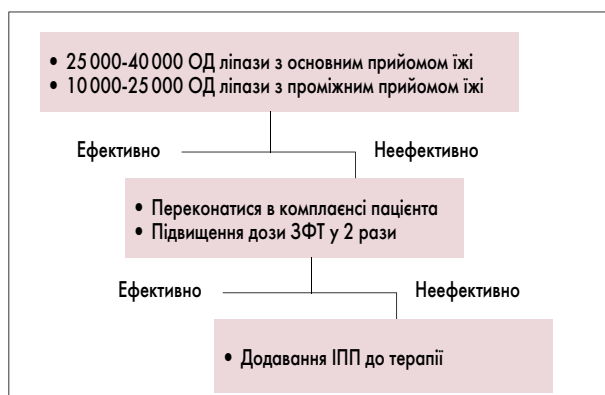 • 25 000-40 000 ОД ліпази з основним прийомом їжі
• 10 000-25 000 ОД ліпази з проміжним прийомом їжі
Ефективно Неефективно
• Переконатися в комплаєнсі пацієнта
• Підвищення дози ЗФТ у 2 рази
Ефективно Неефективно
• Додавання ІПП до терапії